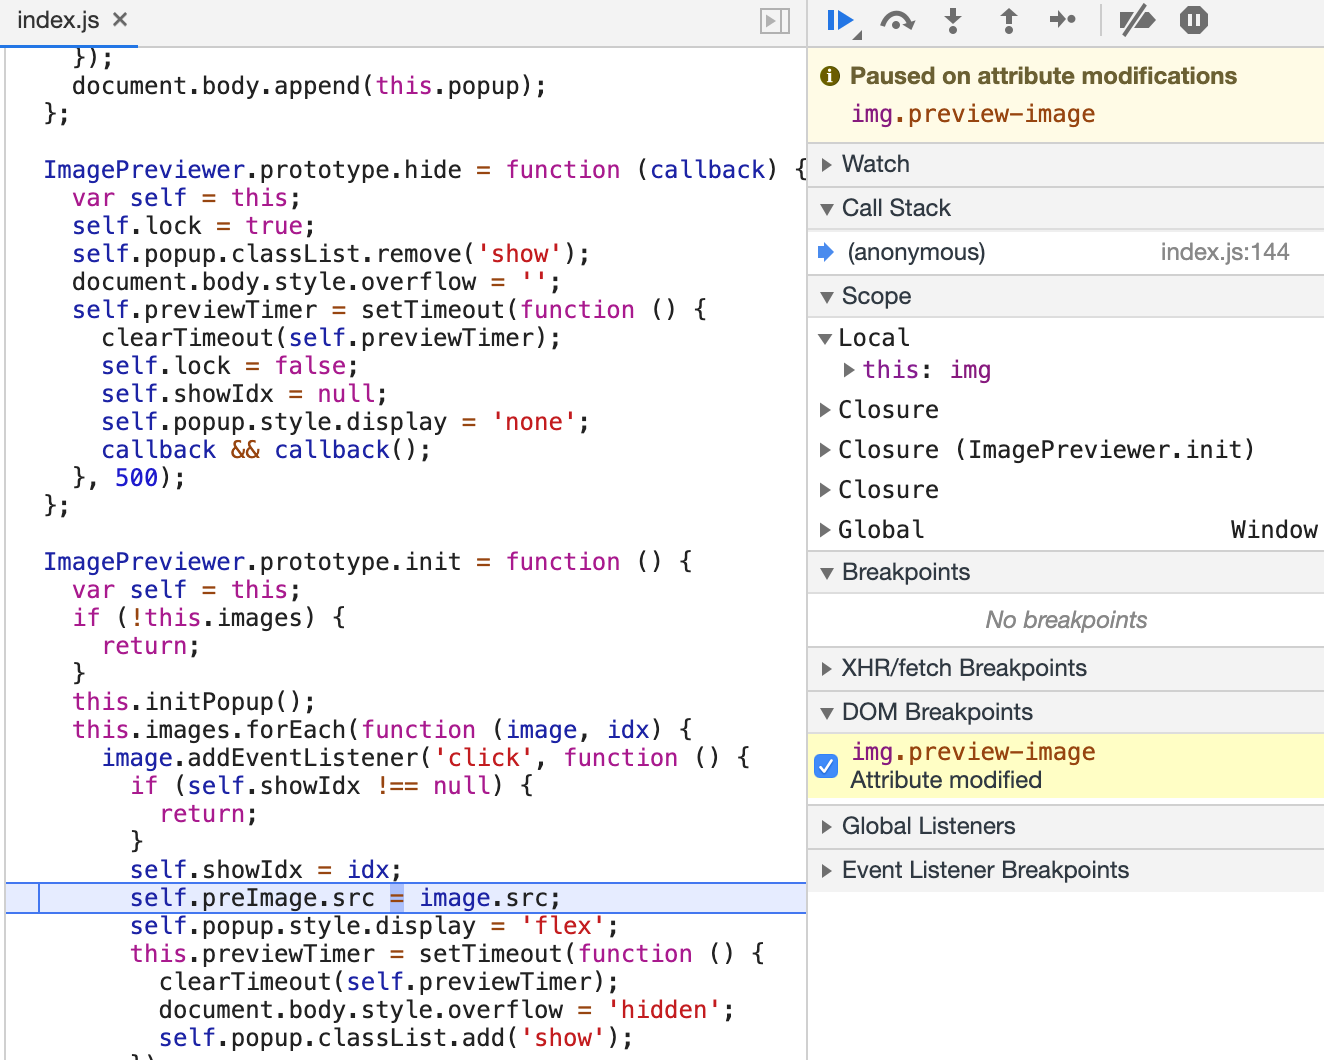 index.js ×
});
document.body.append(this.popup);
};
ImagePreviewer.prototype.hide = function (callback) {
var self = this;
self.lock = true;
self.popup.classList.remove('show');
document.body.style.overflow = '';
self.previewTimer = setTimeout(function () {
clearTimeout(self.previewTimer);
self.lock = false;
self.showIdx = null;
self.popup.style.display = 'none';
callback && callback();
}, 500);
};
ImagePreviewer.prototype.init = function () {
var self = this;
if (!this.images) {
return;
}
this.initPopup();
this.images.forEach(function (image, idx) {
image.addEventListener('click', function () {
if (self.showIdx !== null) {
return;
}
self.showIdx = idx;
self.preImage.src = image.src;
self.popup.style.display = 'flex';
this.previewTimer = setTimeout(function () {
clearTimeout(self.previewTimer);
document.body.style.overflow = 'hidden';
self.popup.classList.add('show');
Paused on attribute modifications
img.preview-image
Watch
Call Stack
(anonymous) index.js:144
Scope
Local
this: img
Closure
Closure (ImagePreviewer.init)
Closure
Global Window
Breakpoints
No breakpoints
XHR/fetch Breakpoints
DOM Breakpoints
img.preview-image
Attribute modified
Global Listeners
Event Listener Breakpoints